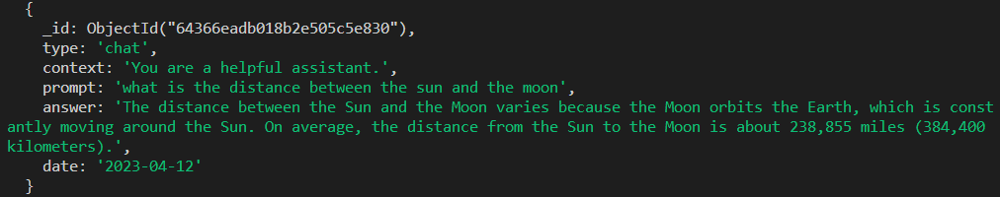 {
_id: ObjectId("64366eadb018b2e505c5e830"),
type: 'chat',
context: 'You are a helpful assistant.',
prompt: 'what is the distance between the sun and the moon',
answer: 'The distance between the Sun and the Moon varies because the Moon orbits the Earth, which is const
antly moving around the Sun. On average, the distance from the Sun to the Moon is about 238,855 miles (384,400
kilometers).',
date: '2023-04-12'
}